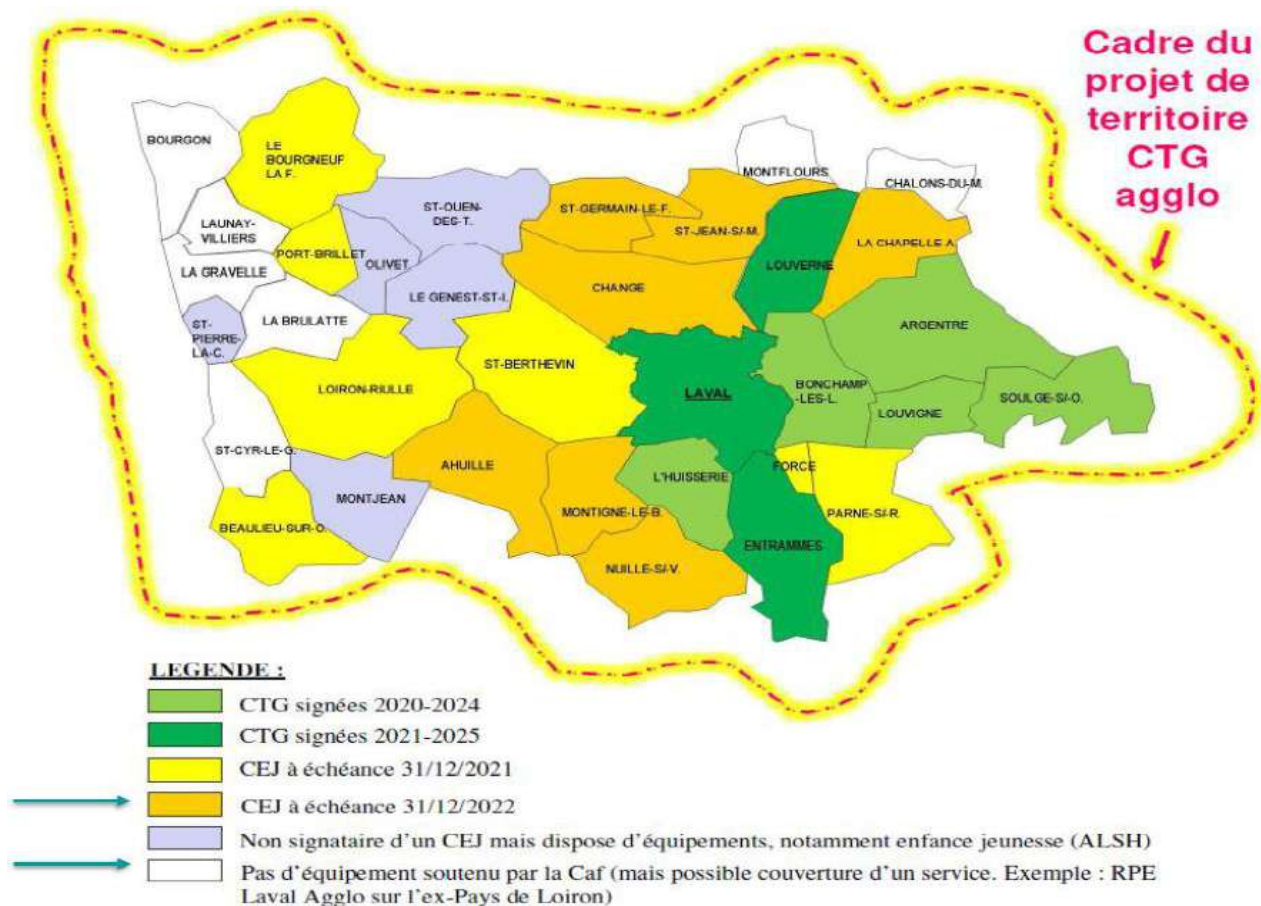 Cadre du
projet de
territoire
CTG
agglo
BOURGON
LE
BOURGNEUF
LA F.
MONTFLOURS
CHALONS-DU-M.
ST-OUEN-
DES-T.
ST-GERMAIN-LE-F.
LAUNAY-
VILLIERS
ST-JEAN-S/-M.
PORT-BRILLET
OLIVET
LOUVERNE
LA CHAPELLE-A.
LA GRAVELLE
LE GENEST-ST-I.
CHANGE
ST-
PIERRE-
LA-C.
LA BRULATTE
ARGENTRE
ST-BERTHEVIN
LOIRON-RIULLE
LAVAL
BONCHAMP
-LES-L.
LOUVIGNE
SOULGE-S/-O.
ST-CYR-LE-G.
AHUILLE
L'HUISSERIE
FORCE
MONTJEAN
MONTIGNE-LE-B.
PARNE-S/-R.
BEAULIEU-SUR-O.
ENTRAMMES
NUILLE-S/-V.
LEGENDE :
CTG signées 2020-2024
CTG signées 2021-2025
CEJ à échéance 31/12/2021
CEJ à échéance 31/12/2022
Non signataire d'un CEJ mais dispose d'équipements, notamment enfance jeunesse (ALSH)
Pas d'équipement soutenu par la Caf (mais possible couverture d'un service. Exemple : RPE
Laval Agglo sur l'ex-Pays de Loiron)